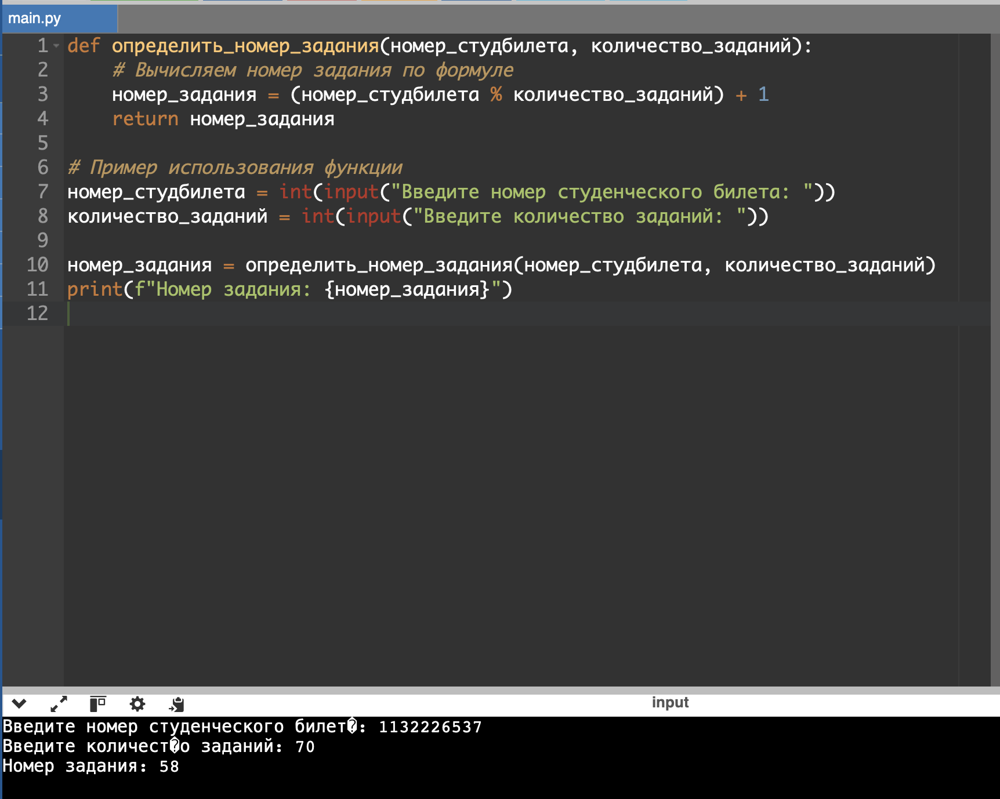 main.py
1 def определить_номер_задания(номер_студбилета, количество_заданий):
2     # Вычисляем номер задания по формуле
3     номер_задания = (номер_студбилета % количество_заданий) + 1
4     return номер_задания
5
6 # Пример использования функции
7 номер_студбилета = int(input("Введите номер студенческого билета: "))
8 количество_заданий = int(input("Введите количество заданий: "))
9
10 номер_задания = определить_номер_задания(номер_студбилета, количество_заданий)
11 print(f"Номер задания: {номер_задания}")
12
input
Введите номер студенческого билет�: 1132226537
Введите количест�о заданий: 70
Номер задания: 58